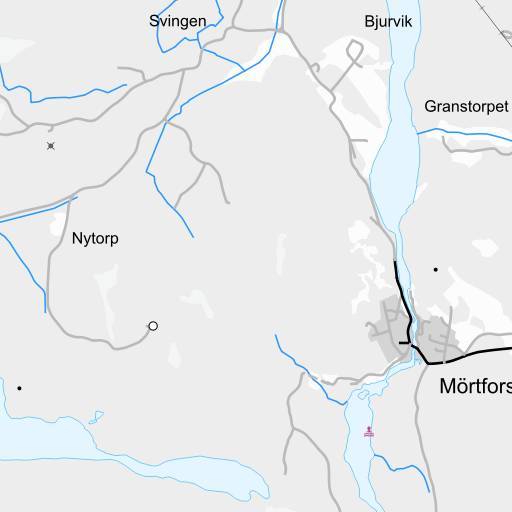 Svingen
Bjurvik
Granstorpet
Nytorp
Mörtfors